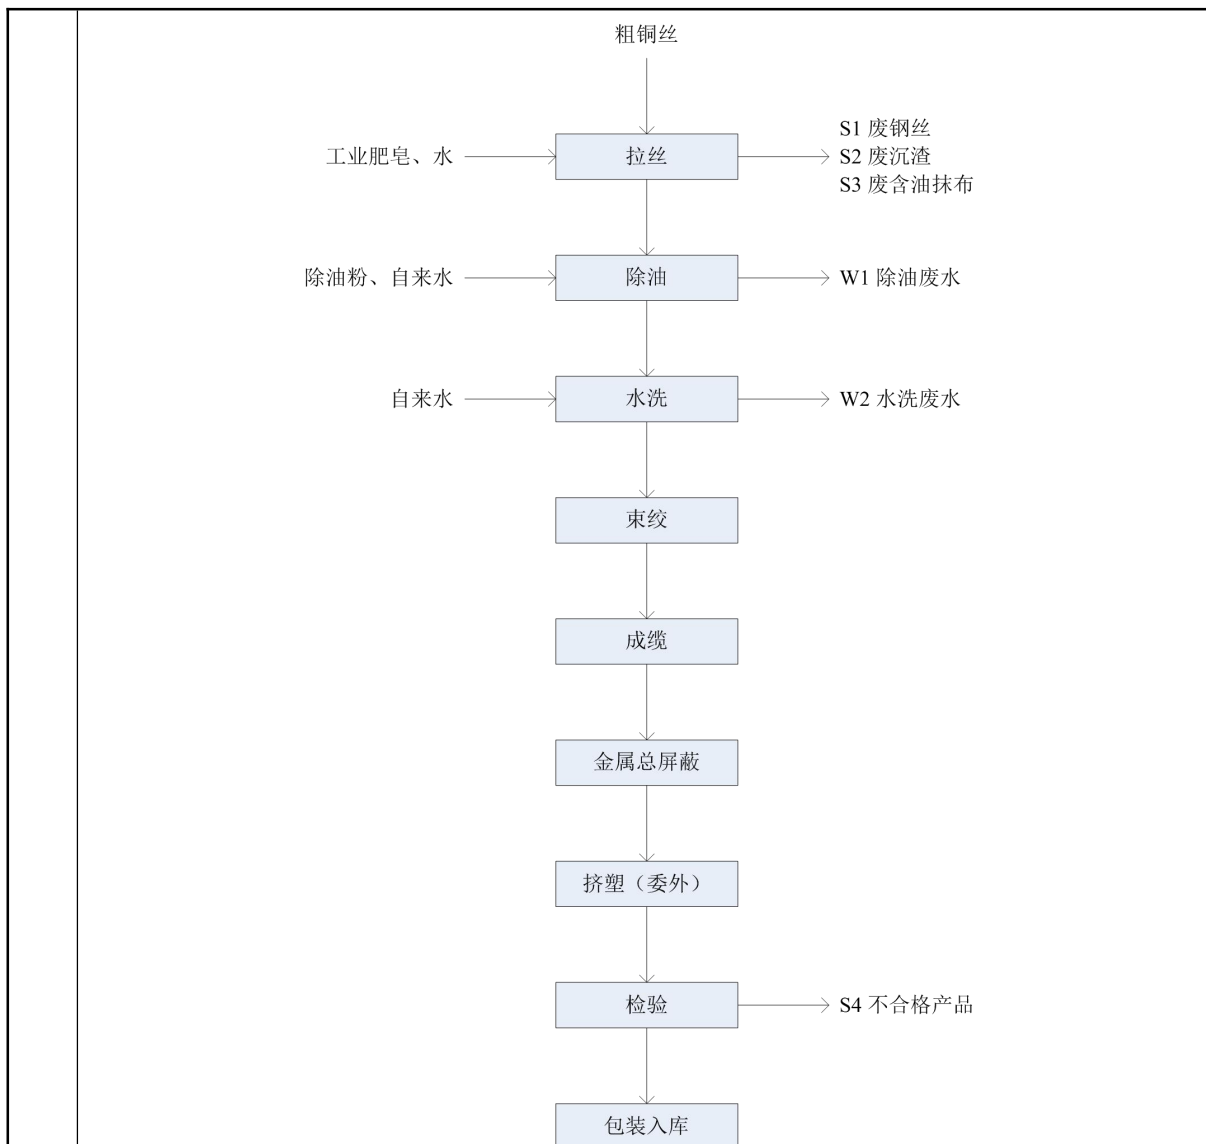 粗铜丝
S1 废钢丝
工业肥皂、水
拉丝
S2 废沉渣
S3 废含油抹布
除油粉、自来水
除油
W1 除油废水
自来水
水洗
W2 水洗废水
束绞
成缆
金属总屏蔽
挤塑（委外）
检验
S4 不合格产品
包装入库